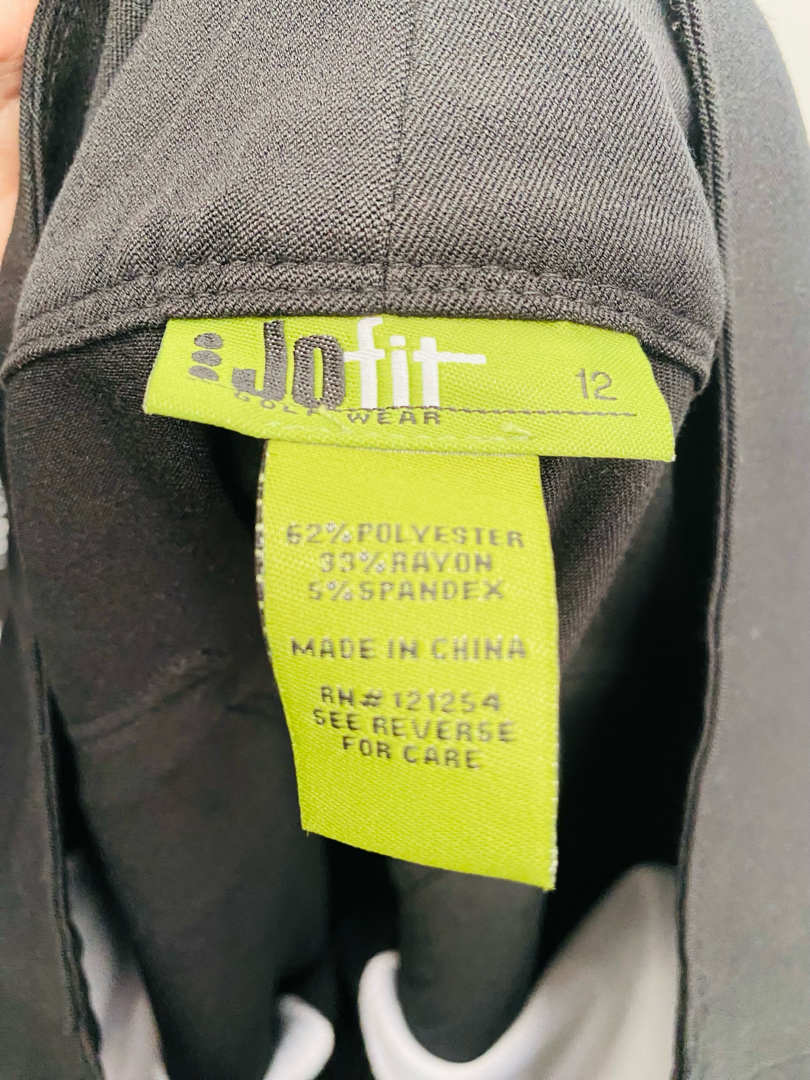 Jofit
12
GOLF WEAR
62% POLYESTER
33% RAYON
5% SPANDEX
MADE IN CHINA
RN# 121254
SEE REVERSE
FOR CARE